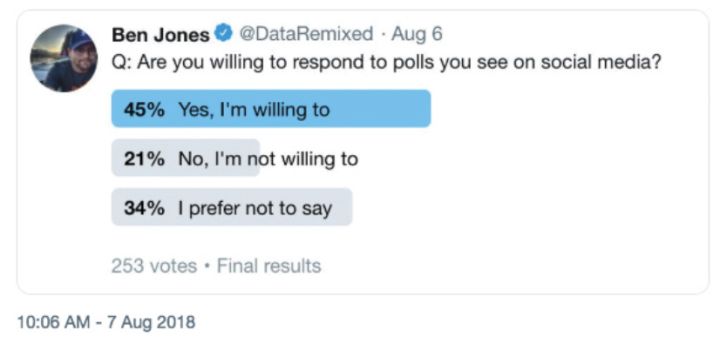 Ben Jones @DataRemixed · Aug 6
Q: Are you willing to respond to polls you see on social media?
45% Yes, I'm willing to
21% No, I'm not willing to
34% I prefer not to say
253 votes • Final results
10:06 AM - 7 Aug 2018